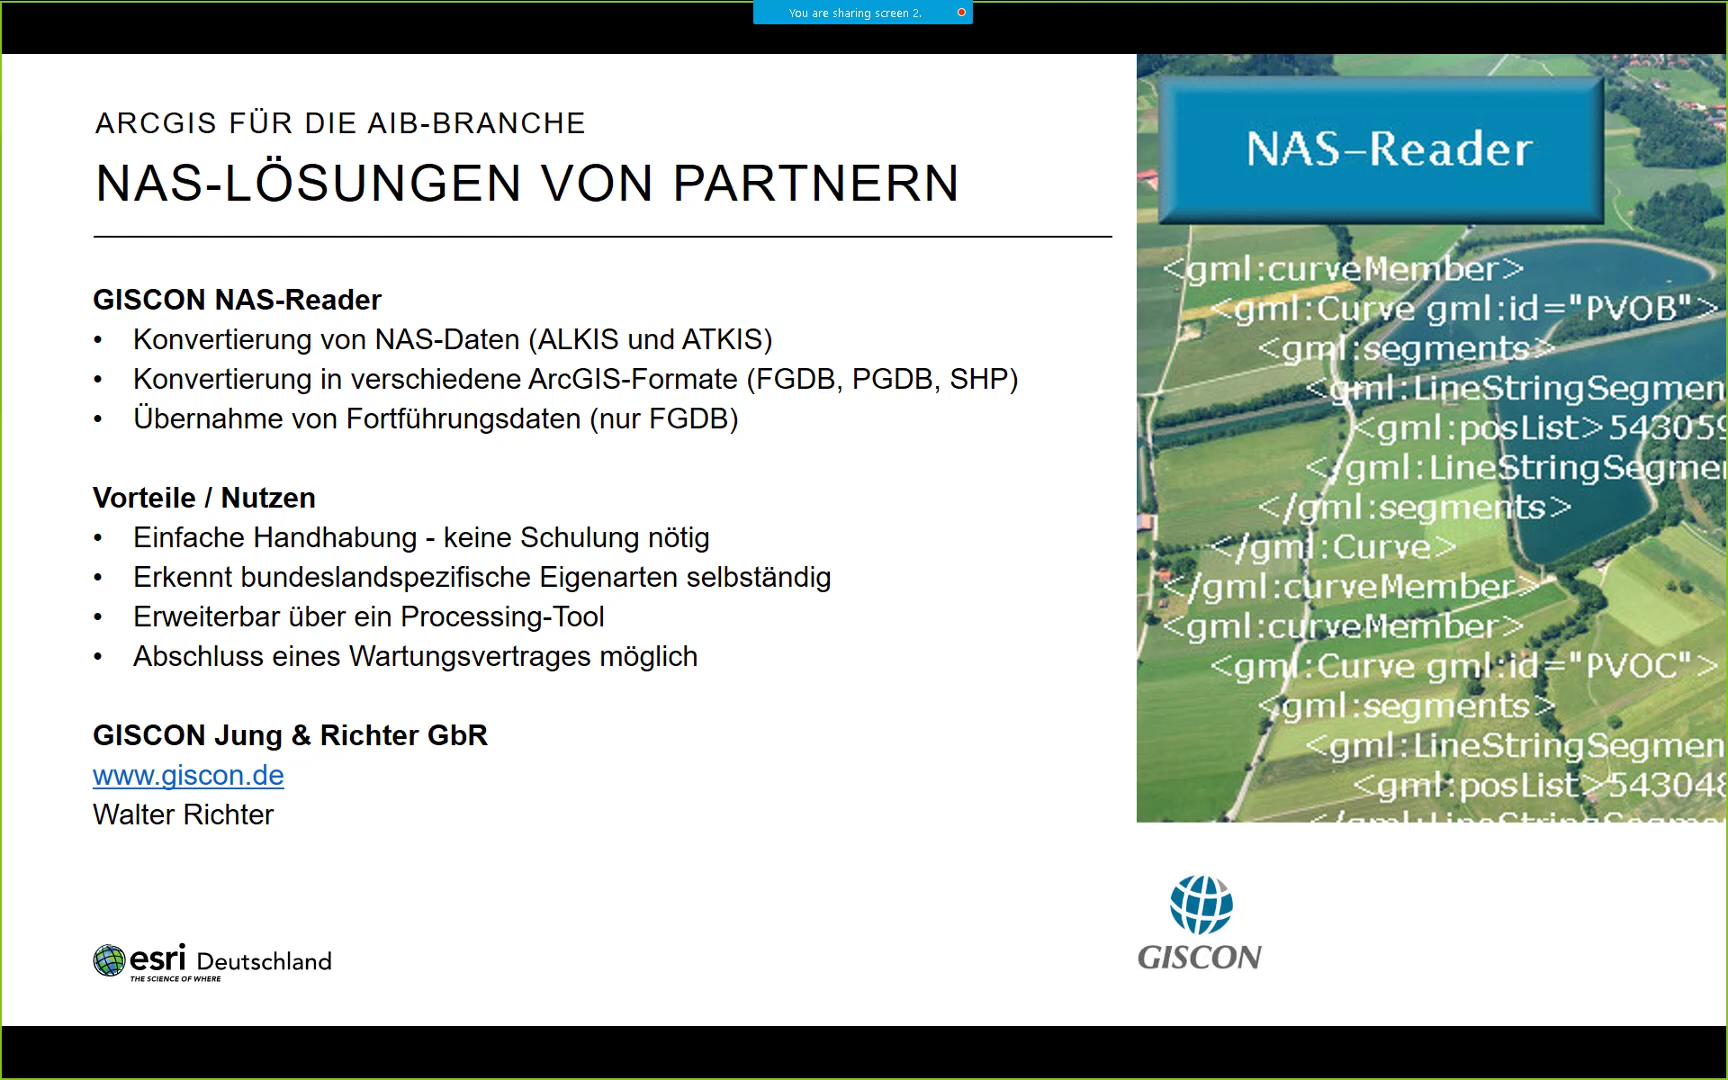 You are sharing screen 2.
ARCGIS FÜR DIE AIB-BRANCHE
NAS-LÖSUNGEN VON PARTNERN
GISCON NAS-Reader
• Konvertierung von NAS-Daten (ALKIS und ATKIS)
• Konvertierung in verschiedene ArcGIS-Formate (FGDB, PGDB, SHP)
• Übernahme von Fortführungsdaten (nur FGDB)
Vorteile / Nutzen
• Einfache Handhabung - keine Schulung nötig
• Erkennt bundeslandspezifische Eigenarten selbständig
• Erweiterbar über ein Processing-Tool
• Abschluss eines Wartungsvertrages möglich
GISCON Jung & Richter GbR
www.giscon.de
Walter Richter
esri Deutschland
THE SCIENCE OF WHERE
NAS-Reader
<gml:curveMember>
<gml:Curve gml:id="PVOB">
<gml:segments>
<gml:LineStringSegmen
<gml:posList>543059
</gml:LineStringSegme
</gml:segments>
</gml:Curve>
</gml:curveMember>
<gml:curveMember>
<gml:Curve gml:id="PVOC">
<gml:segments>
<gml:LineStringSegmen
<gml:posList>543048
GISCON